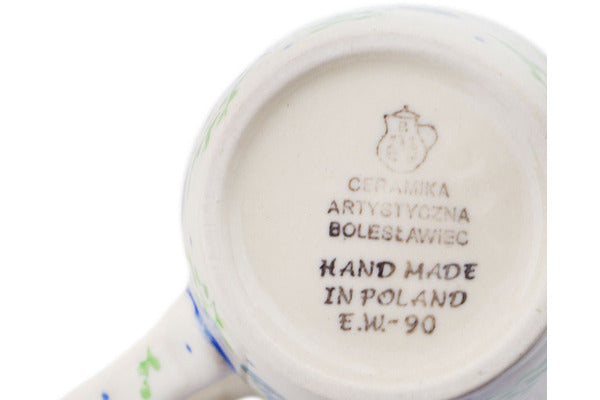 CERAMIKA
ARTYSTYCZNA
BOLESŁAWIEC
HAND MADE
IN POLAND
E.W.-90